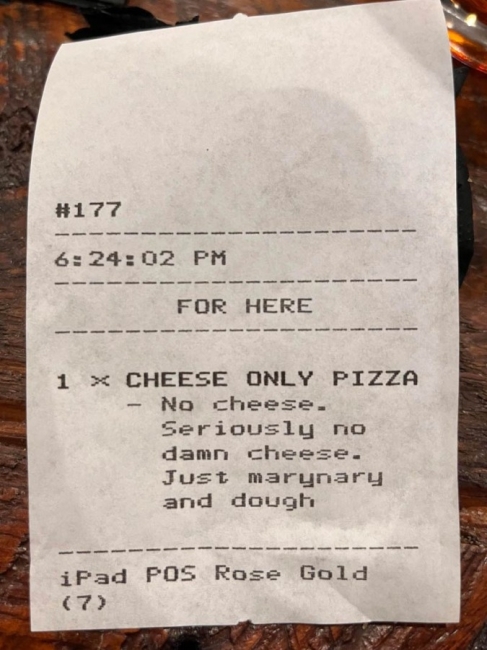 #177
6:24:02 PM
FOR HERE
1 x CHEESE ONLY PIZZA
- No cheese.
Seriously no
damn cheese.
Just marynary
and dough
iPad POS Rose Gold
(7)